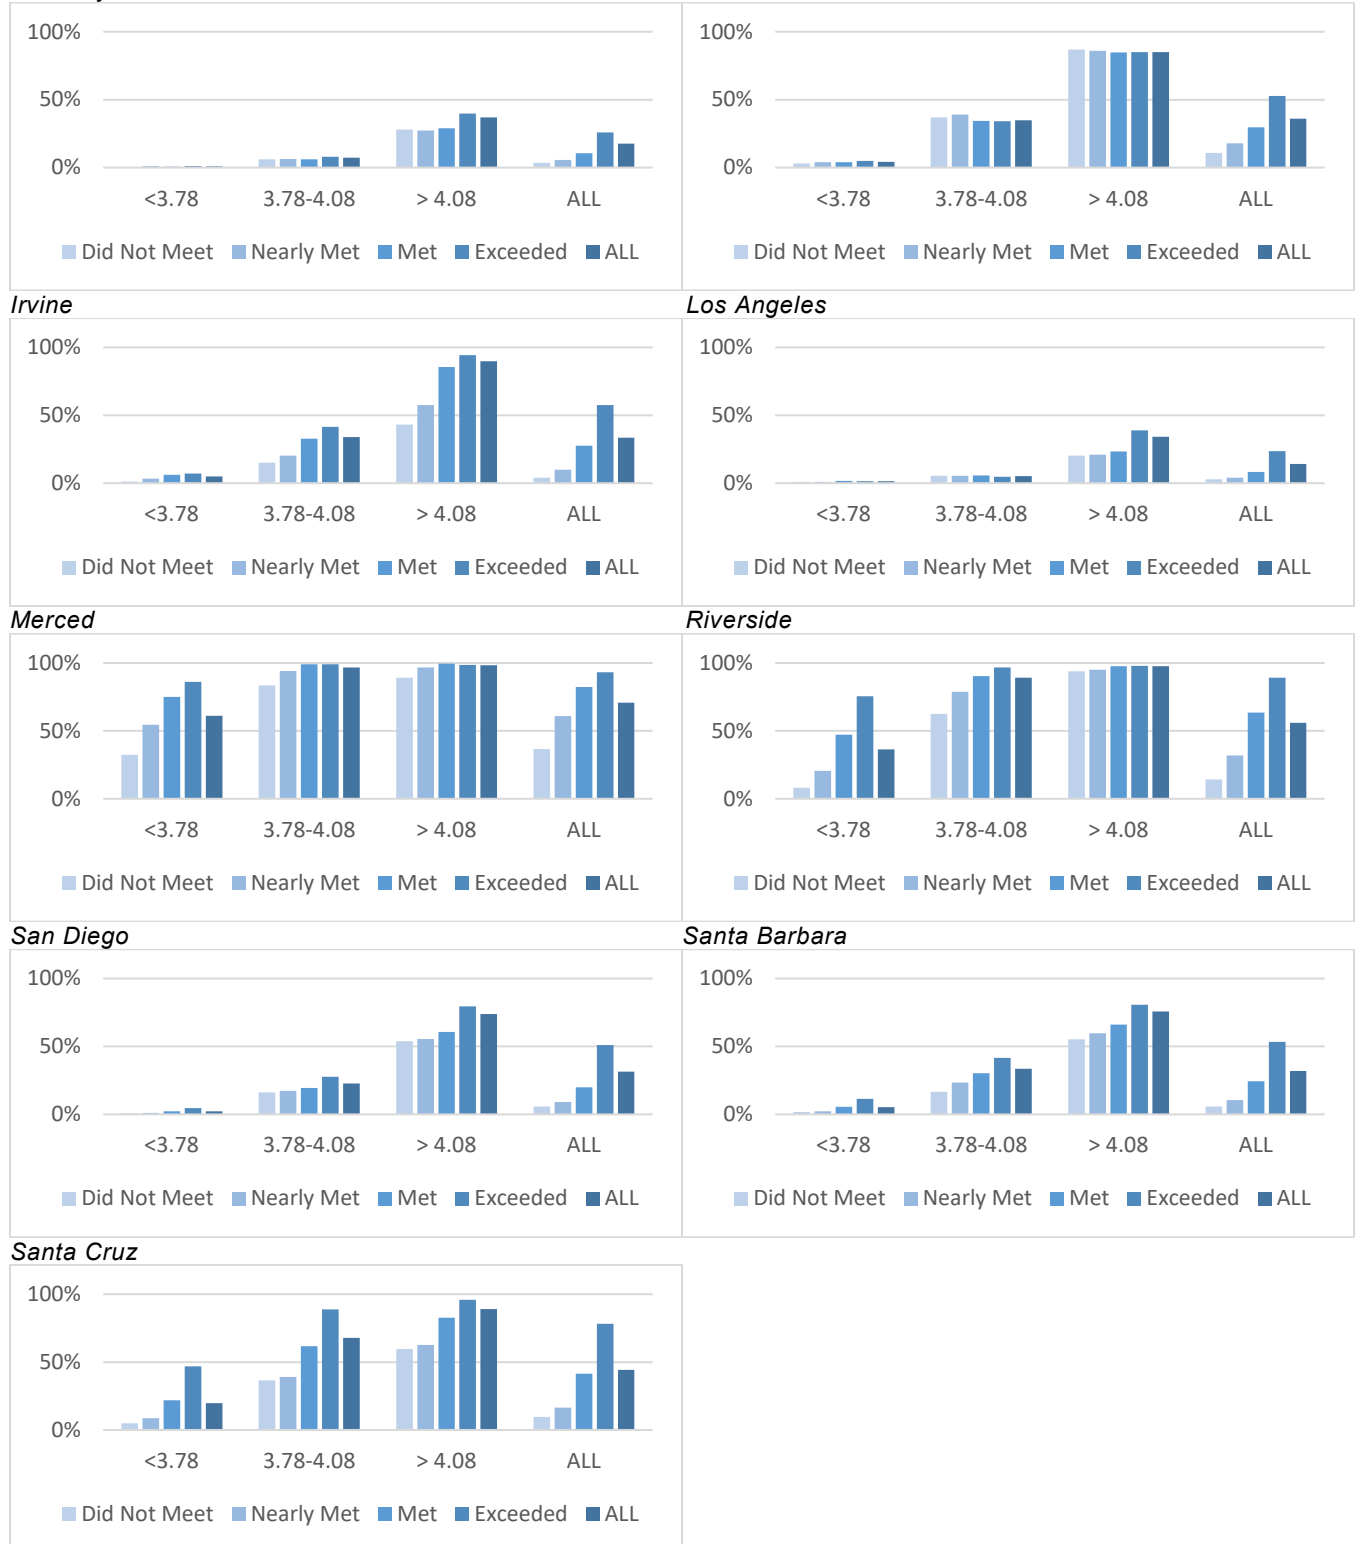 100% 100%
50% 50%
0% 0%
<3.78 3.78-4.08 > 4.08 ALL <3.78 3.78-4.08 > 4.08 ALL
Did Not Meet Nearly Met Met Exceeded ALL Did Not Meet Nearly Met Met Exceeded ALL
Irvine Los Angeles
100% 100%
50% 50%
0% 0%
<3.78 3.78-4.08 > 4.08 ALL <3.78 3.78-4.08 > 4.08 ALL
Did Not Meet Nearly Met Met Exceeded ALL Did Not Meet Nearly Met Met Exceeded ALL
Merced Riverside
100% 100%
50% 50%
0% 0%
<3.78 3.78-4.08 > 4.08 ALL <3.78 3.78-4.08 > 4.08 ALL
Did Not Meet Nearly Met Met Exceeded ALL Did Not Meet Nearly Met Met Exceeded ALL
San Diego Santa Barbara
100% 100%
50% 50%
0% 0%
<3.78 3.78-4.08 > 4.08 ALL <3.78 3.78-4.08 > 4.08 ALL
Did Not Meet Nearly Met Met Exceeded ALL Did Not Meet Nearly Met Met Exceeded ALL
Santa Cruz
100%
50%
0%
<3.78 3.78-4.08 > 4.08 ALL
Did Not Meet Nearly Met Met Exceeded ALL